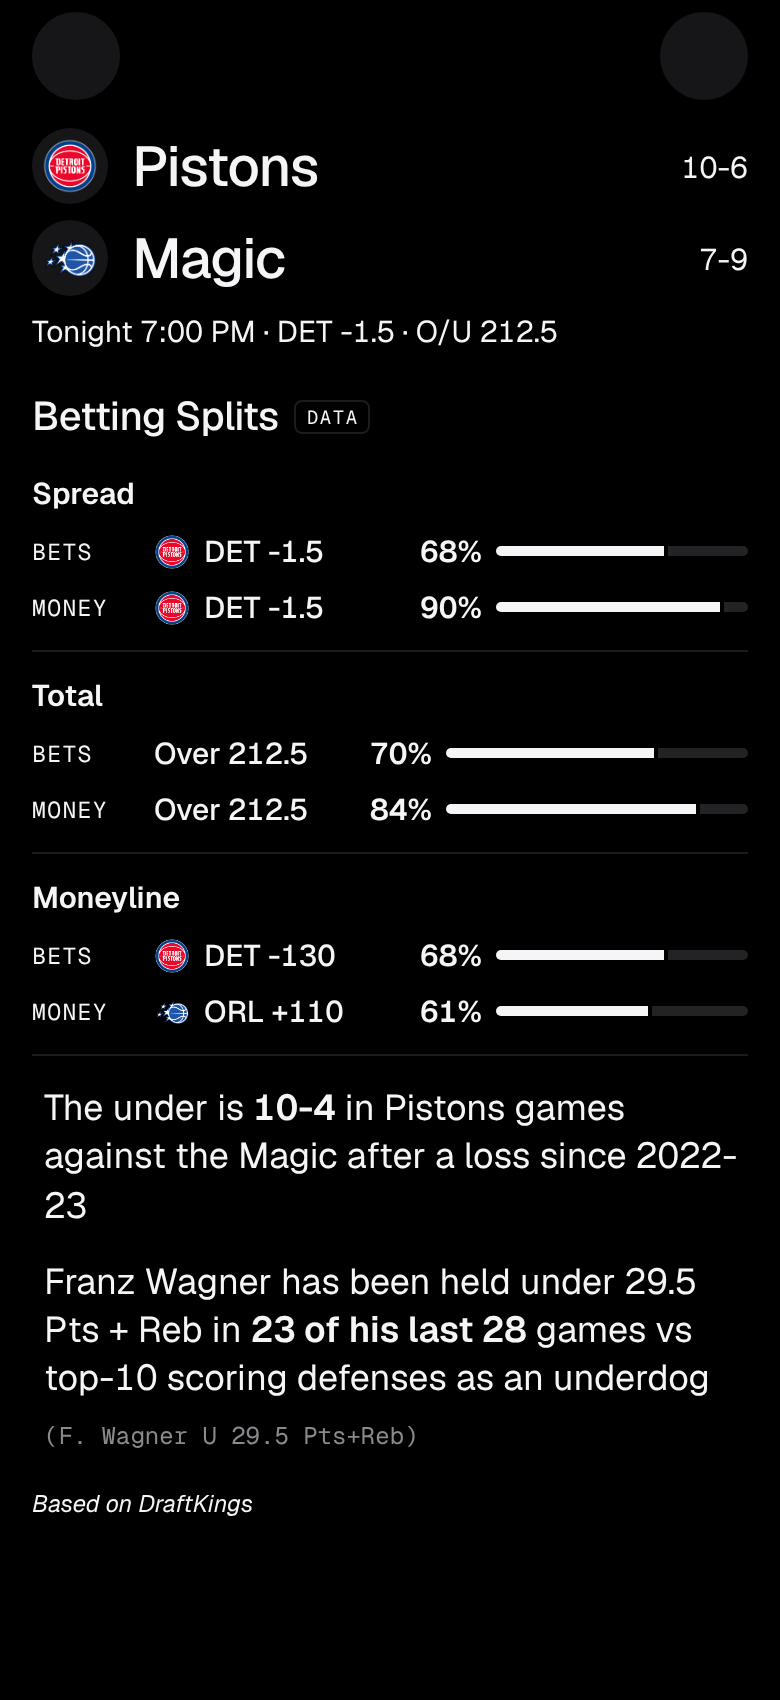 DETROIT
PISTONS
Pistons
10-6
Magic
7-9
Tonight 7:00 PM · DET -1.5 · O/U 212.5
Betting Splits DATA
Spread
BETS DET -1.5 68%
MONEY DET -1.5 90%
Total
BETS Over 212.5 70%
MONEY Over 212.5 84%
Moneyline
BETS DET -130 68%
MONEY ORL +110 61%
The under is 10-4 in Pistons games
against the Magic after a loss since 2022-
23
Franz Wagner has been held under 29.5
Pts + Reb in 23 of his last 28 games vs
top-10 scoring defenses as an underdog
(F. Wagner U 29.5 Pts+Reb)
Based on DraftKings